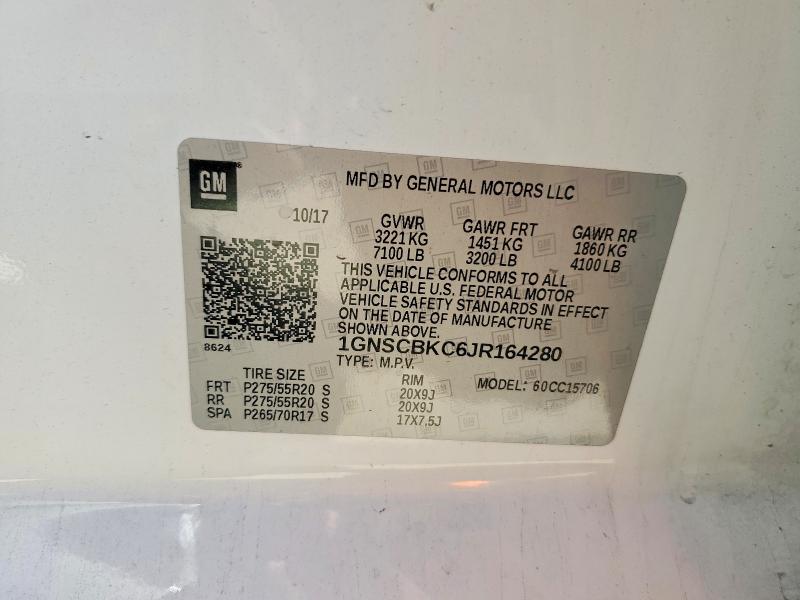 GM
MFD BY GENERAL MOTORS LLC
10/17
GVWR GAWR FRT GAWR RR
3221 KG 1451 KG 1860 KG
7100 LB 3200 LB 4100 LB
THIS VEHICLE CONFORMS TO ALL
APPLICABLE U.S. FEDERAL MOTOR
VEHICLE SAFETY STANDARDS IN EFFECT
ON THE DATE OF MANUFACTURE
SHOWN ABOVE.
8624
1GNSCBKC6JR164280
TYPE: M.P.V.
MODEL: 60CC15706
TIRE SIZE RIM
FRT P275/55R20 S 20X9J
RR P275/55R20 S 20X9J
SPA P265/70R17 S 17X7.5J